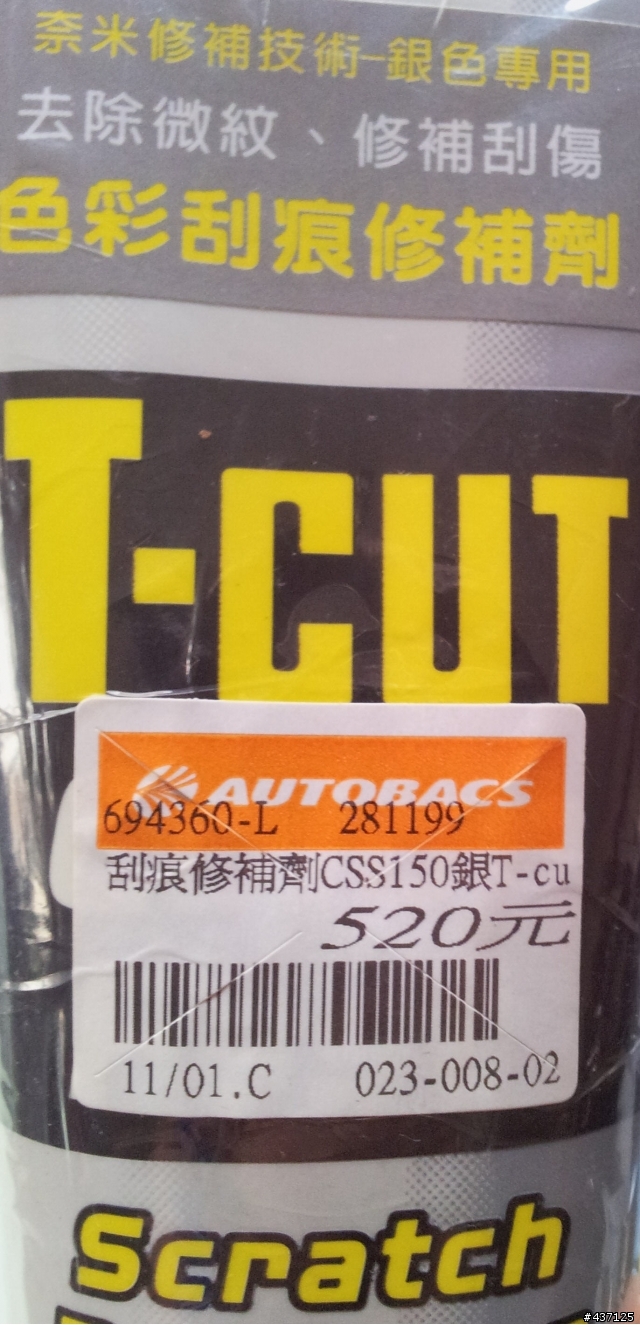 奈米修補技術-銀色專用
去除微紋、修補刮傷
色彩刮痕修補劑
T-CUT
AUTOBACS
694360-L 281199
刮痕修補劑CSS150銀T-cu
520元
11/01.C 023-008-02
Scratch
#437125